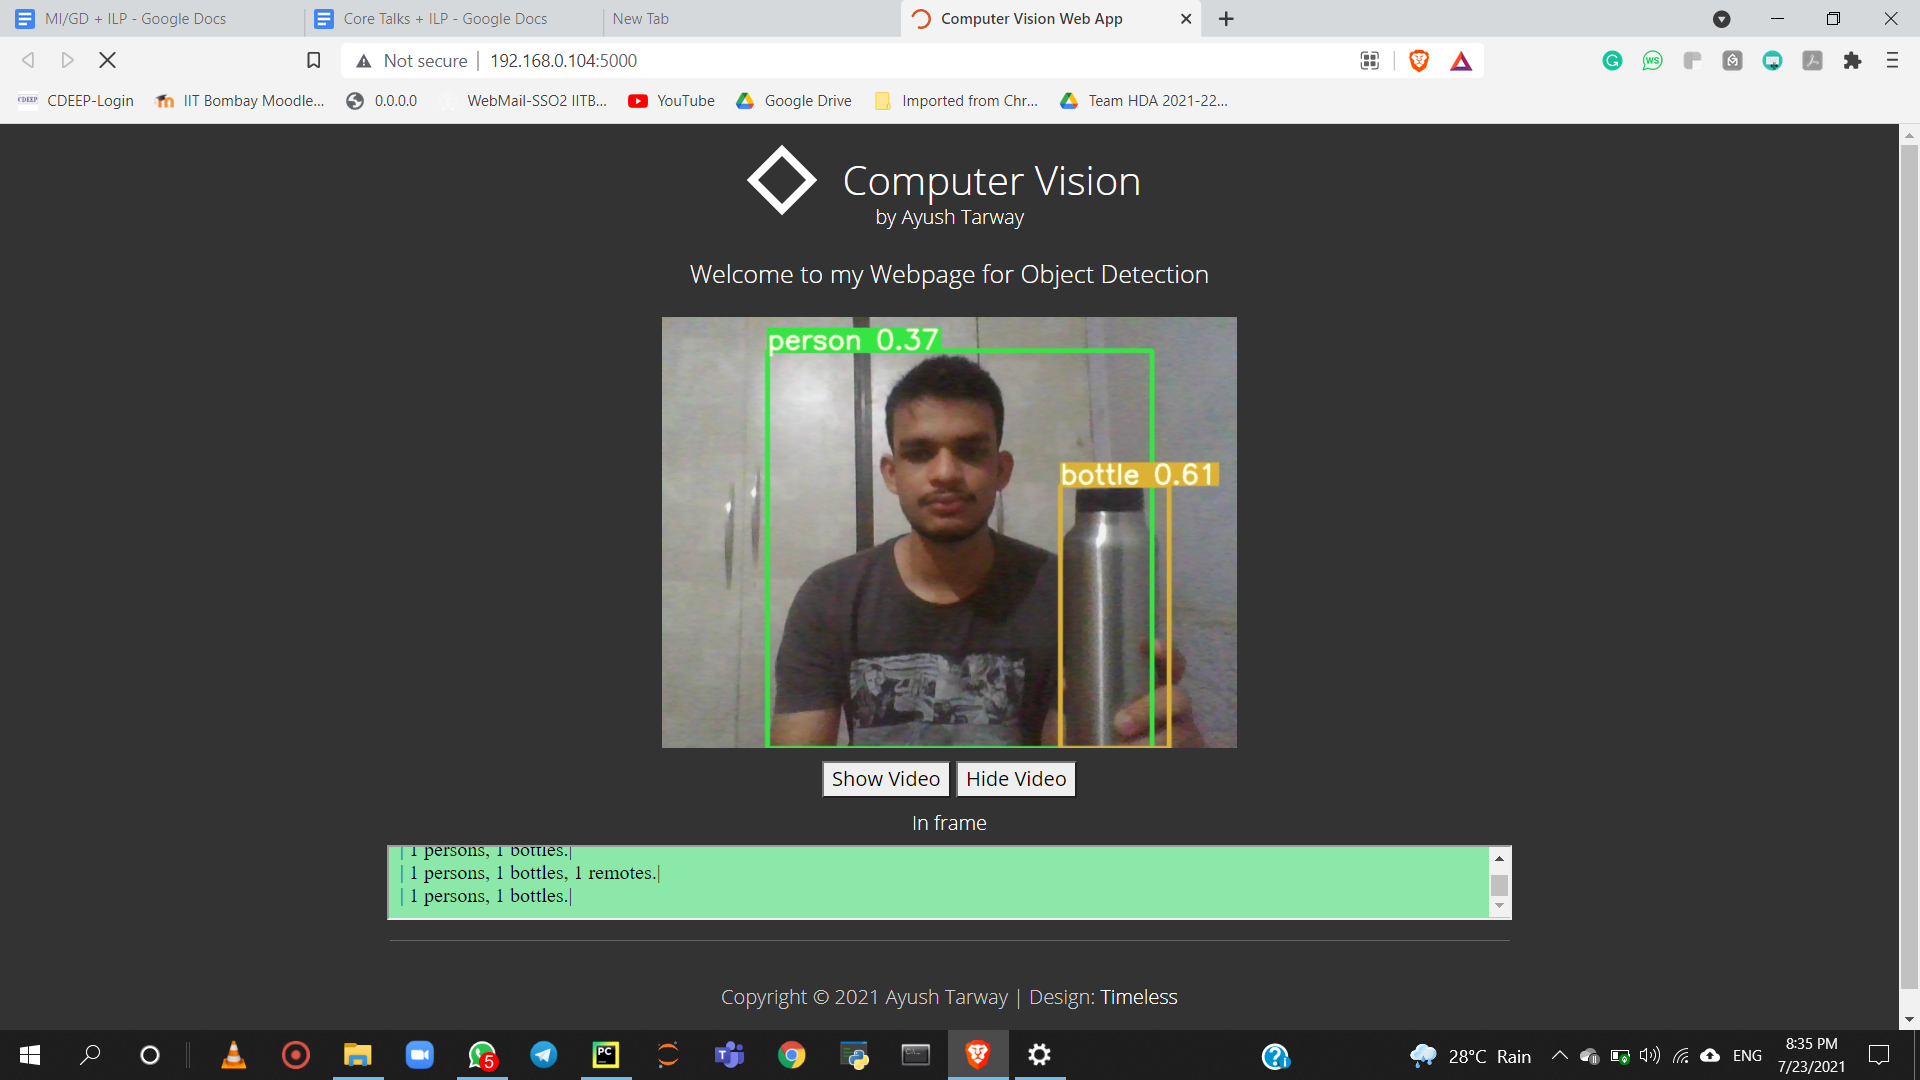 MI/GD + ILP - Google Docs
Core Talks + ILP - Google Docs
New Tab
Computer Vision Web App
Not secure
192.168.0.104:5000
CDEEP-Login
IIT Bombay Moodle...
0.0.0.0
WebMail-SSO2 IITB...
YouTube
Google Drive
Imported from Chr...
Team HDA 2021-22...
Computer Vision
by Ayush Tarway
Welcome to my Webpage for Object Detection
person 0.37
bottle 0.61
Show Video
Hide Video
In frame
| 1 persons, 1 bottles.|
| 1 persons, 1 bottles, 1 remotes.|
| 1 persons, 1 bottles.|
Copyright © 2021 Ayush Tarway | Design: Timeless
5
PC
28°C Rain
ENG
8:35 PM
7/23/2021